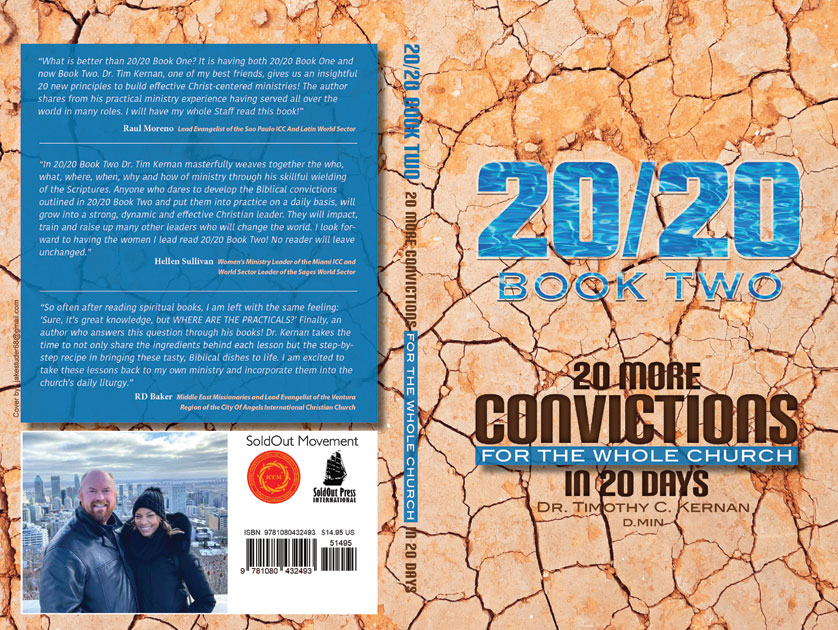 “What is better than 20/20 Book One? It is having both 20/20 Book One and
now Book Two. Dr. Tim Kernan, one of my best friends, gives us an insightful
20 new principles to build effective Christ-centered ministries! The author
shares from his practical ministry experience having served all over the
world in many roles. I will have my whole Staff read this book!”
Raul Moreno Lead Evangelist of the Sao Paulo ICC And Latin World Sector
“In 20/20 Book Two Dr. Tim Kernan masterfully weaves together the who,
what, where, when, why and how of ministry through his skillful wielding
of the Scriptures. Anyone who dares to develop the Biblical convictions
outlined in 20/20 Book Two and put them into practice on a daily basis, will
grow into a strong, dynamic and effective Christian leader. They will impact,
train and raise up many other leaders who will change the world. I look for-
ward to having the women I lead read 20/20 Book Two! No reader will leave
unchanged.”
Hellen Sullivan Women’s Ministry Leader of the Miami ICC and
World Sector Leader of the Sages World Sector
“So often after reading spiritual books, I am left with the same feeling:
‘Sure, it’s great knowledge, but WHERE ARE THE PRACTICALS?’ Finally, an
author who answers this question through his books! Dr. Kernan takes the
time to not only share the ingredients behind each lesson but the step-by-
step recipe in bringing these tasty, Biblical dishes to life. I am excited to
take these lessons back to my own ministry and incorporate them into the
church’s daily liturgy.”
RD Baker Middle East Missionaries and Lead Evangelist of the Ventura
Region of the City Of Angels International Christian Church
Cover by: jakestuder68@gmail.com
SoldOut Movement
ICCM
SoldOut Press
INTERNATIONAL
ISBN 9781080432493 $14.95 US
51495
9 781080 432493
20/20 BOOK TWO 20 MORE CONVICTIONS FOR THE WHOLE CHURCH IN 20 DAYS
20/20
BOOK TWO
20 MORE
CONVICTIONS
FOR THE WHOLE CHURCH
IN 20 DAYS
DR. TIMOTHY C. KERNAN
D.MIN